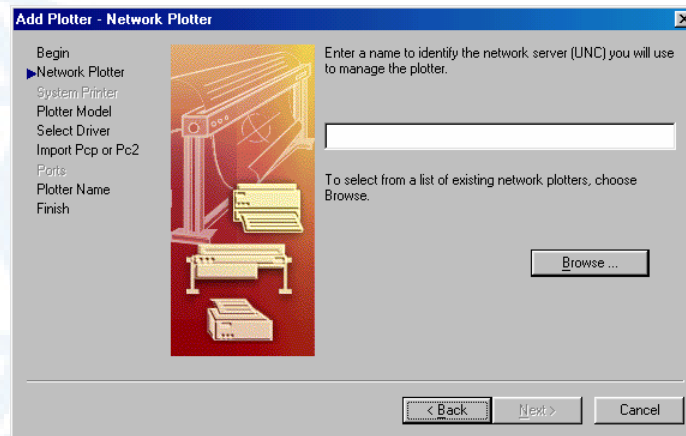 Add Plotter - Network Plotter
Begin
Network Plotter
System Printer
Plotter Model
Select Driver
Import Pcp or Pc2
Ports
Plotter Name
Finish
Enter a name to identify the network server (UNC) you will use
to manage the plotter.
To select from a list of existing network plotters, choose
Browse.
Browse ...
< Back
Next >
Cancel